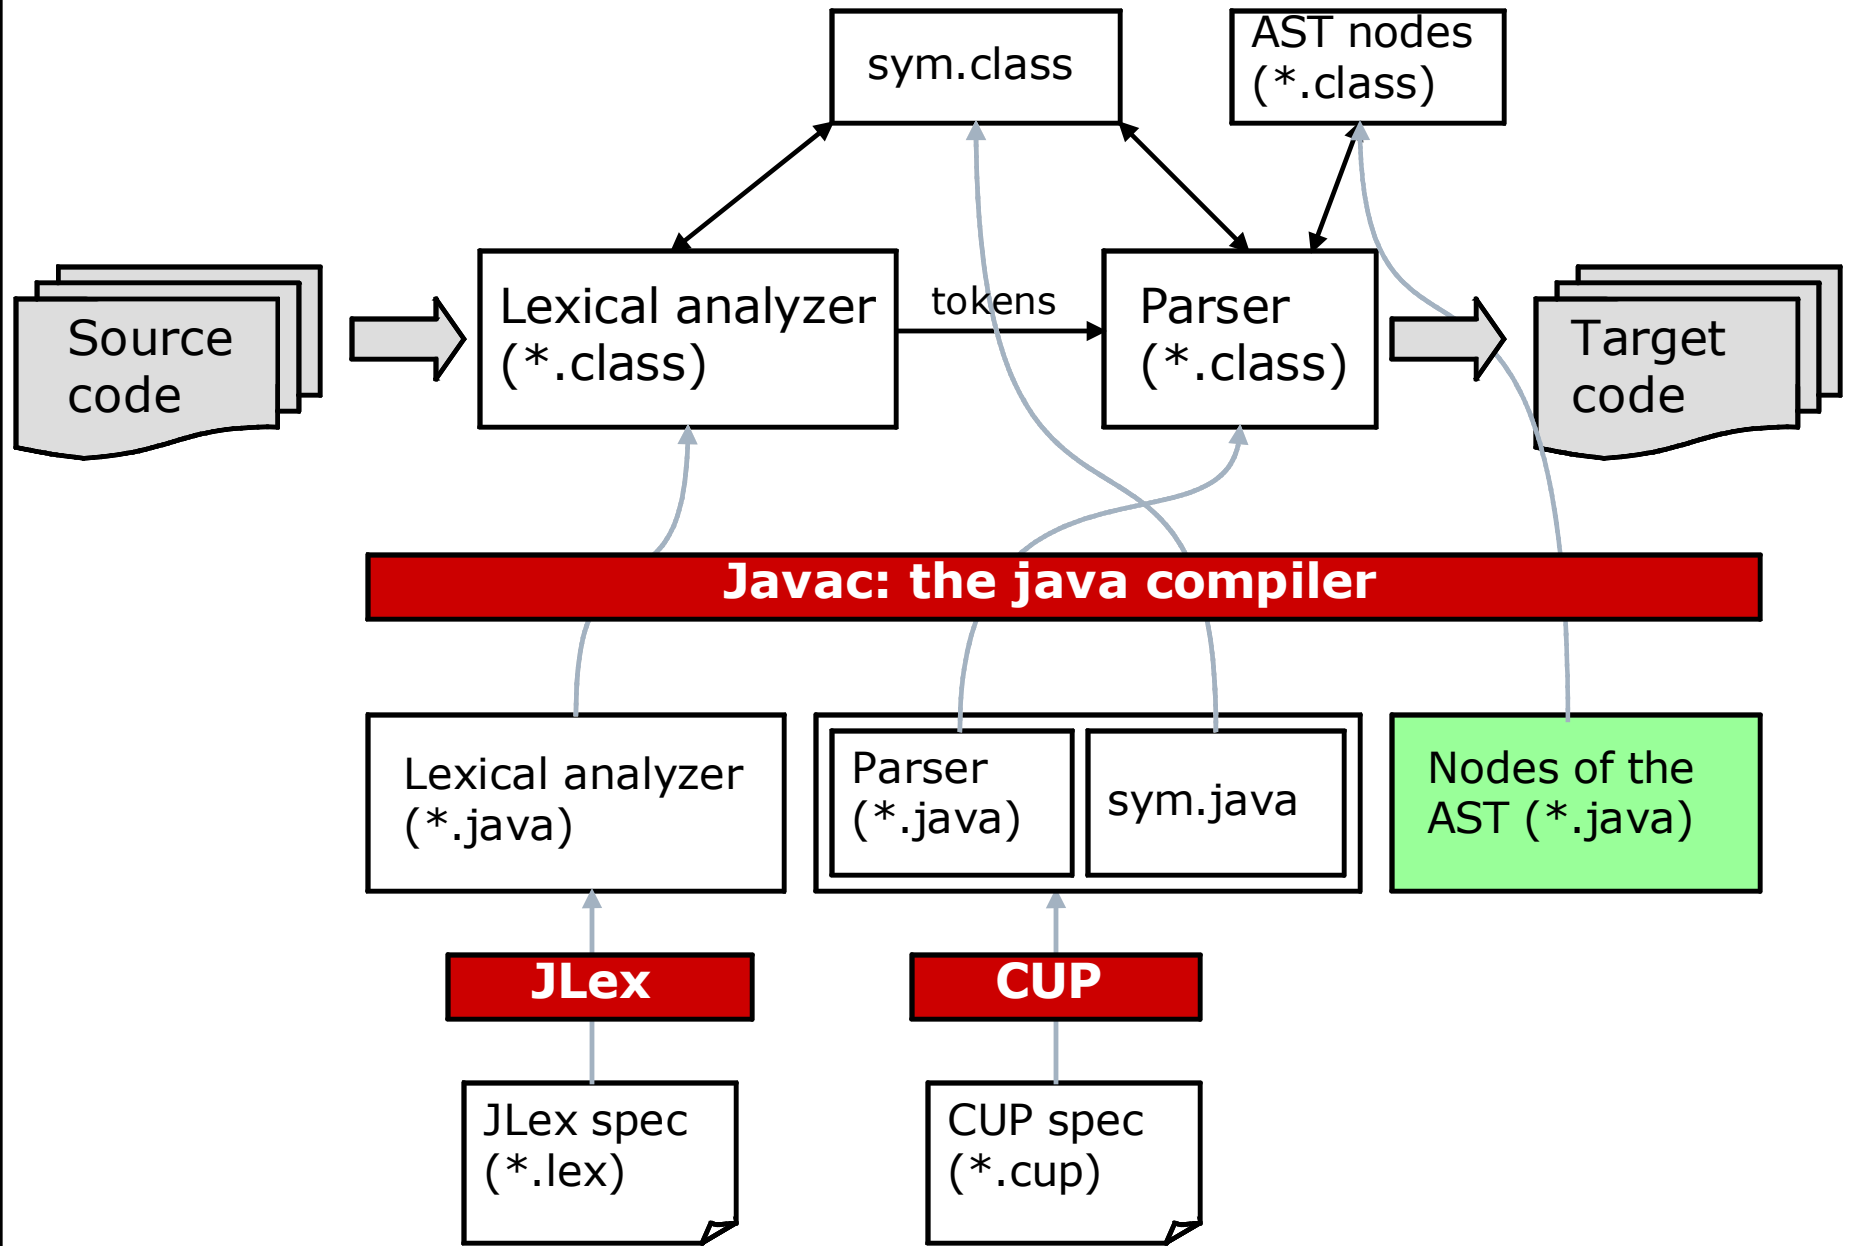 sym.class
AST nodes
(*.class)
Source
code
Lexical analyzer
(*.class)
tokens
Parser
(*.class)
Target
code
Javac: the java compiler
Lexical analyzer
(*.java)
Parser
(*.java)
sym.java
Nodes of the
AST (*.java)
JLex
CUP
JLex spec
(*.lex)
CUP spec
(*.cup)